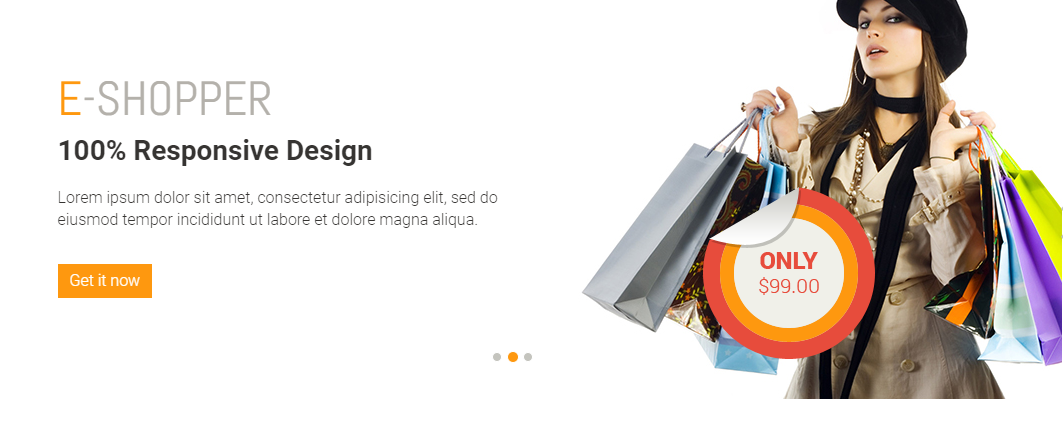 E-SHOPPER
100% Responsive Design
Lorem ipsum dolor sit amet, consectetur adipisicing elit, sed do
eiusmod tempor incididunt ut labore et dolore magna aliqua.
Get it now
ONLY
$99.00